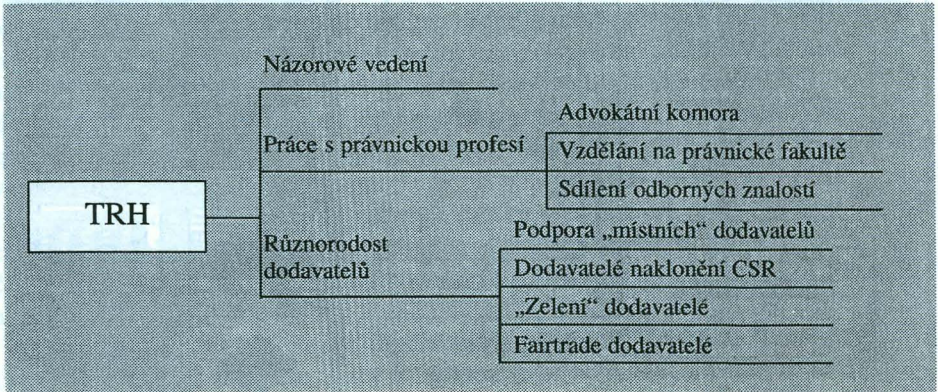 TRH
Názorové vedení
Práce s právnickou profesí
Advokátní komora
Vzdělání na právnické fakultě
Sdílení odborných znalostí
Různorodost
dodavatelů
Podpora „místních“ dodavatelů
Dodavatelé naklonění CSR
„Zelení“ dodavatelé
Fairtrade dodavatelé